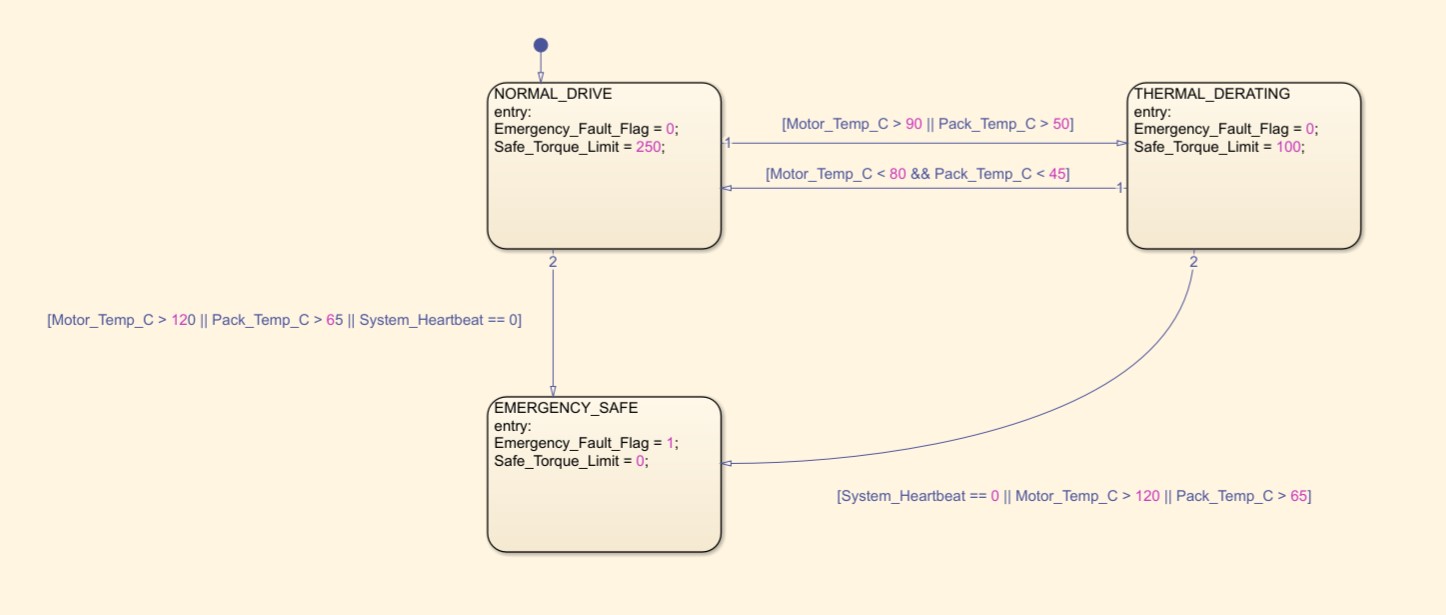 NORMAL_DRIVE
entry:
Emergency_Fault_Flag = 0;
Safe_Torque_Limit = 250;
1
2
[Motor_Temp_C > 90 || Pack_Temp_C > 50]
[Motor_Temp_C < 80 && Pack_Temp_C < 45]
THERMAL_DERATING
entry:
Emergency_Fault_Flag = 0;
Safe_Torque_Limit = 100;
1
2
[Motor_Temp_C > 120 || Pack_Temp_C > 65 || System_Heartbeat == 0]
EMERGENCY_SAFE
entry:
Emergency_Fault_Flag = 1;
Safe_Torque_Limit = 0;
[System_Heartbeat == 0 || Motor_Temp_C > 120 || Pack_Temp_C > 65]